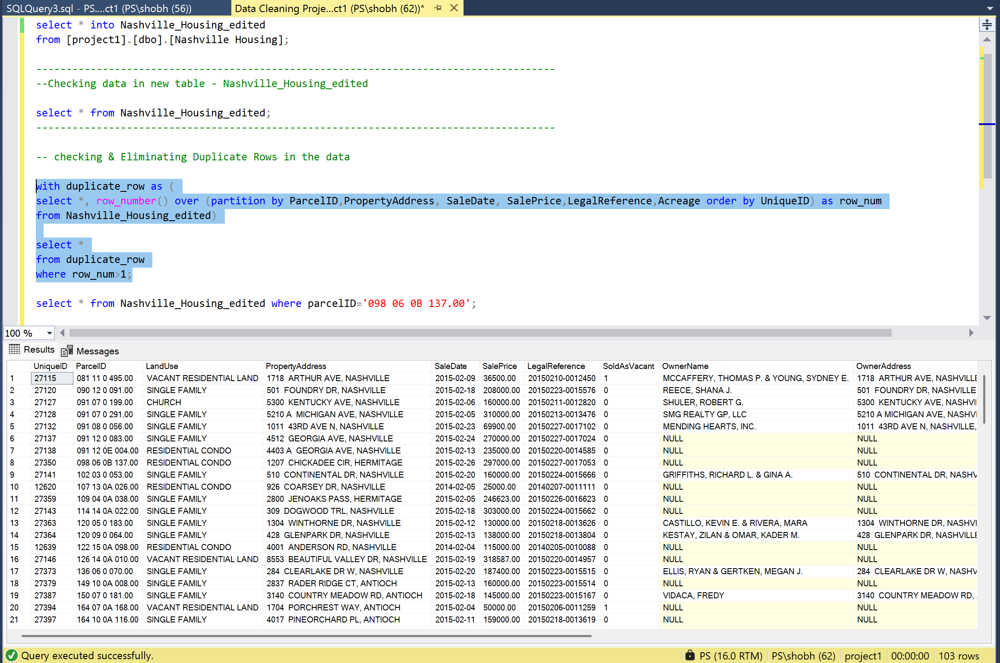 SQLQuery3.sql - PS....ct1 (PS\shobh (56))
Data Cleaning Proje...ct1 (PS\shobh (62))*
select * into Nashville_Housing_edited
from [project1].[dbo].[Nashville Housing];
--------------------------------------------------------------------------------------
--Checking data in new table - Nashville_Housing_edited
select * from Nashville_Housing_edited;
--------------------------------------------------------------------------------------
-- checking & Eliminating Duplicate Rows in the data
with duplicate_row as (
select *, row_number() over (partition by ParcelID,PropertyAddress, SaleDate, SalePrice,LegalReference,Acreage order by UniqueID) as row_num
from Nashville_Housing_edited)
select *
from duplicate_row
where row_num>1;
select * from Nashville_Housing_edited where parcelID='098 06 0B 137.00';
100 %
Results Messages
UniqueID ParcelID LandUse PropertyAddress SaleDate SalePrice LegalReference SoldAsVacant OwnerName OwnerAddress
1 27115 081 11 0 495.00 VACANT RESIDENTIAL LAND 1718 ARTHUR AVE, NASHVILLE 2015-02-09 36500.00 20150210-0012450 1 MCCAFFERY, THOMAS P. & YOUNG, SYDNEY E. 1718 ARTHUR AVE, NASHVILLE
2 27120 090 12 0 091.00 SINGLE FAMILY 501 FOUNDRY DR, NASHVILLE 2015-02-18 208000.00 20150223-0015576 0 REECE, SHANA J. 501 FOUNDRY DR, NASHVILLE
3 27127 091 07 0 199.00 CHURCH 5300 KENTUCKY AVE, NASHVILLE 2015-02-06 160000.00 20150211-0012820 0 SHULER, ROBERT G. 5300 KENTUCKY AVE, NASHVI
4 27128 091 07 0 291.00 SINGLE FAMILY 5210 A MICHIGAN AVE, NASHVILLE 2015-02-05 310000.00 20150213-0013476 0 SMG REALTY GP, LLC 5210 A MICHIGAN AVE, NASHV
5 27132 091 08 0 056.00 SINGLE FAMILY 1011 43RD AVE N, NASHVILLE 2015-02-23 69900.00 20150227-0017102 0 MENDING HEARTS, INC. 1011 43RD AVE N, NASHVILLE,
6 27137 091 12 0 083.00 SINGLE FAMILY 4512 GEORGIA AVE, NASHVILLE 2015-02-24 270000.00 20150227-0017024 0 NULL NULL
7 27138 091 12 0E 004.00 RESIDENTIAL CONDO 4403 A GEORGIA AVE, NASHVILLE 2015-02-13 235000.00 20150220-0014585 0 NULL NULL
8 27350 098 06 0B 137.00 RESIDENTIAL CONDO 1207 CHICKADEE CIR, HERMITAGE 2015-02-26 297000.00 20150227-0017053 0 NULL NULL
9 27141 102 03 0 053.00 SINGLE FAMILY 510 CONTINENTAL DR, NASHVILLE 2015-02-20 160000.00 20150224-0015666 0 GRIFFITHS, RICHARD L. & GINA A. 510 CONTINENTAL DR, NASHV
10 12620 107 13 0A 026.00 RESIDENTIAL CONDO 926 COARSEY DR, NASHVILLE 2014-02-05 25000.00 20140207-0011111 0 NULL NULL
11 27359 109 04 0A 038.00 SINGLE FAMILY 2800 JENOAKS PASS, HERMITAGE 2015-02-05 246623.00 20150226-0016623 0 NULL NULL
12 27143 114 14 0A 022.00 SINGLE FAMILY 309 DOGWOOD TRL, NASHVILLE 2015-02-18 303000.00 20150224-0015662 0 NULL NULL
13 27363 120 05 0 183.00 SINGLE FAMILY 1304 WINTHORNE DR, NASHVILLE 2015-02-12 130000.00 20150218-0013626 0 CASTILLO, KEVIN E. & RIVERA, MARA 1304 WINTHORNE DR, NASHVI
14 27364 120 09 0 064.00 SINGLE FAMILY 428 GLENPARK DR, NASHVILLE 2015-02-13 138000.00 20150218-0013804 0 KESTAY, ZILAN & OMAR, KADER M. 428 GLENPARK DR, NASHVILLE
15 12639 122 15 0A 098.00 RESIDENTIAL CONDO 4001 ANDERSON RD, NASHVILLE 2014-02-04 115000.00 20140205-0010088 0 NULL NULL
16 27146 126 14 0A 010.00 VACANT RESIDENTIAL LAND 8553 BEAUTIFUL VALLEY DR, NASHVILLE 2015-02-19 318587.00 20150220-0014957 0 NULL NULL
17 27373 136 06 0 070.00 SINGLE FAMILY 284 CLEARLAKE DR W, NASHVILLE 2015-02-20 187400.00 20150223-0015515 0 ELLIS, RYAN & GERTKEN, MEGAN J. 284 CLEARLAKE DR W, NASHV
18 27379 149 10 0A 008.00 SINGLE FAMILY 2837 RADER RIDGE CT, ANTIOCH 2015-02-13 160000.00 20150223-0015514 0 NULL NULL
19 27387 150 07 0 181.00 SINGLE FAMILY 3140 COUNTRY MEADOW RD, ANTIOCH 2015-02-18 145000.00 20150223-0015167 0 VIDACA, FREDY 3140 COUNTRY MEADOW RD,
20 27394 164 07 0A 168.00 VACANT RESIDENTIAL LAND 1704 PORCHREST WAY, ANTIOCH 2015-02-04 50000.00 20150206-0011259 1 NULL NULL
21 27397 164 10 0A 116.00 SINGLE FAMILY 4017 PINEORCHARD PL, ANTIOCH 2015-02-11 159000.00 20150218-0013619 0 NULL NULL
Query executed successfully. PS (16.0 RTM) PS\shobh (62) project1 00:00:00 103 rows